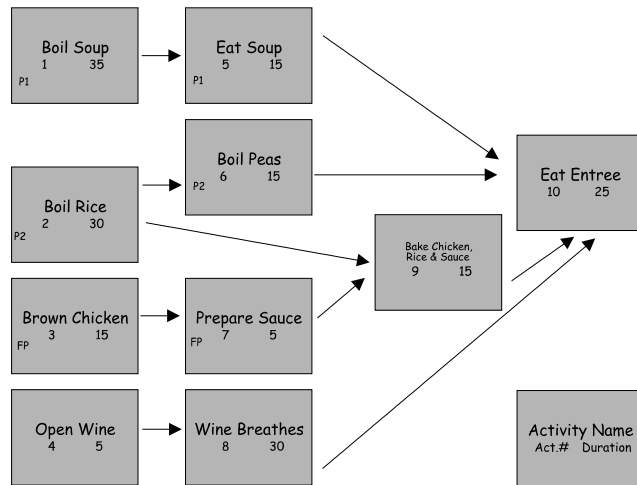 Boil Soup
1 35
P1
Eat Soup
5 15
P1
Boil Peas
6 15
P2
Eat Entree
10 25
Boil Rice
2 30
P2
Bake Chicken,
Rice & Sauce
9 15
Brown Chicken
3 15
FP
Prepare Sauce
7 5
FP
Open Wine
4 5
Wine Breathes
8 30
Activity Name
Act.# Duration